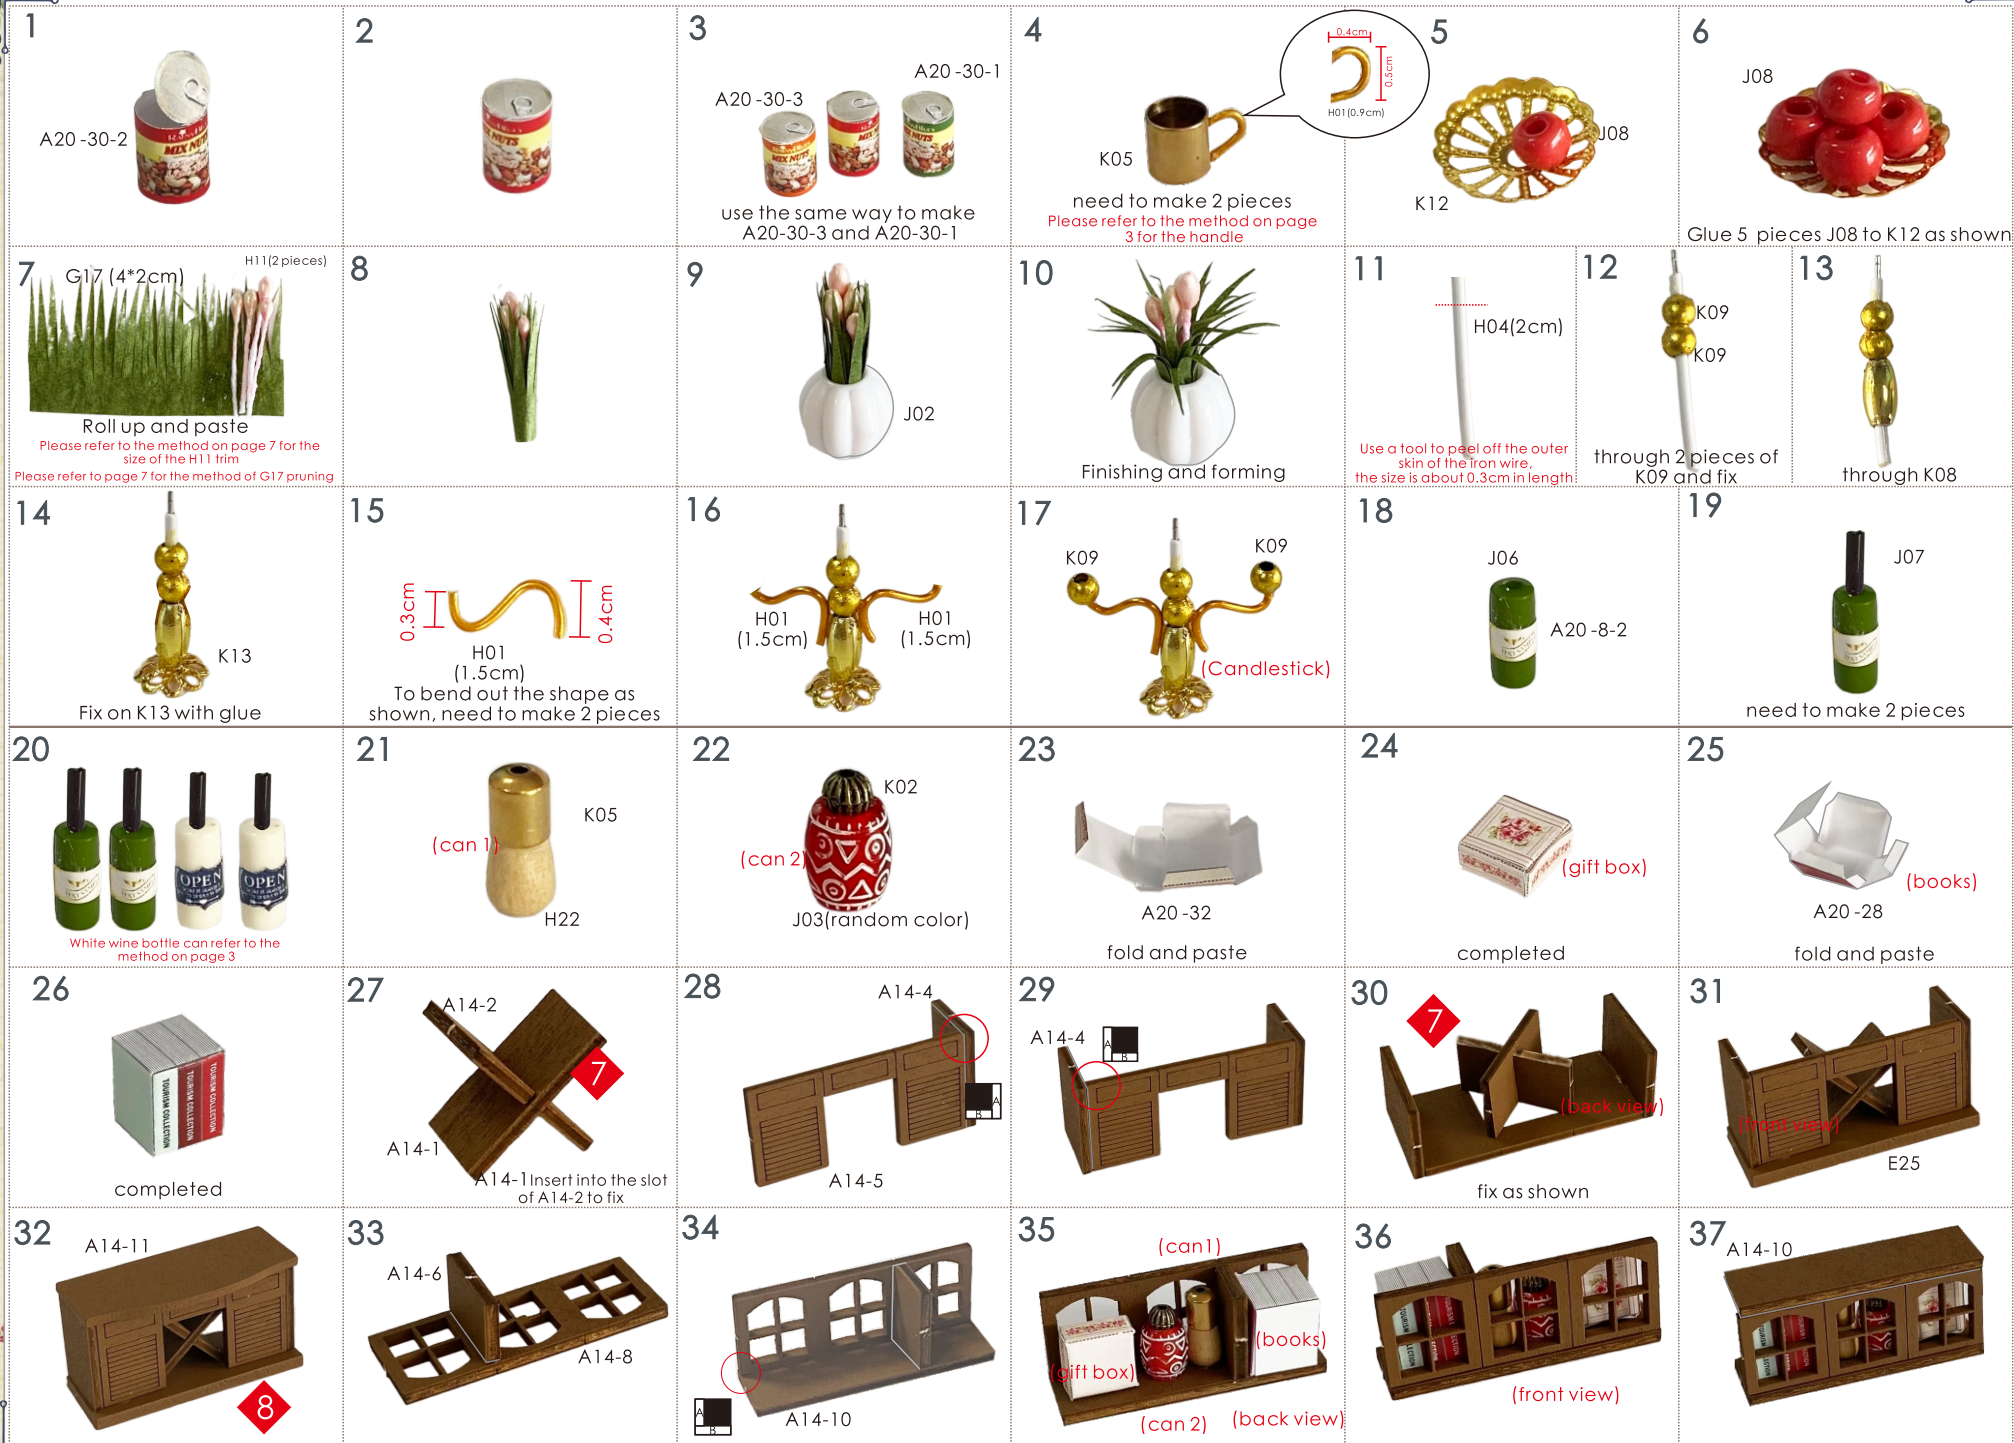 1
A20 -30-2
MIX NUTS
2
MIX NUTS
3
A20 -30-3
A20 -30-1
MIX NUTS
use the same way to make
A20-30-3 and A20-30-1
4
0.4cm
0.5cm
H01(0.9cm)
K05
need to make 2 pieces
Please refer to the method on page
3 for the handle
5
J08
K12
6
J08
Glue 5 pieces J08 to K12 as shown
7
G17 (4*2cm)
H11(2 pieces)
Roll up and paste
Please refer to the method on page 7 for the
size of the H11 trim
Please refer to page 7 for the method of G17 pruning
8
9
J02
10
Finishing and forming
11
H04(2cm)
Use a tool to peel off the outer
skin of the iron wire,
the size is about 0.3cm in length
12
K09
K09
through 2 pieces of
K09 and fix
13
through K08
14
K13
Fix on K13 with glue
15
0.3cm
0.4cm
H01
(1.5cm)
To bend out the shape as
shown, need to make 2 pieces
16
H01
(1.5cm)
H01
(1.5cm)
17
K09
K09
(Candlestick)
18
J06
A20 -8-2
19
J07
need to make 2 pieces
20
OPEN
OPEN
White wine bottle can refer to the
method on page 3
21
K05
(can 1)
H22
22
K02
(can 2)
J03(random color)
23
A20 -32
fold and paste
24
(gift box)
completed
25
(books)
A20 -28
fold and paste
26
TOURISM COLLECTION
TOURISM COLLECTION
TOURISM COLLECTION
completed
27
A14-2
7
A14-1
A14-1Insert into the slot
of A14-2 to fix
28
A14-4
A
B
A14-5
29
A14-4
A
B
30
7
(back view)
fix as shown
31
(front view)
E25
32
A14-11
8
33
A14-6
A14-8
34
A
B
A14-10
35
(can1)
(books)
(gift box)
(can 2)
(back view)
36
(front view)
37
A14-10